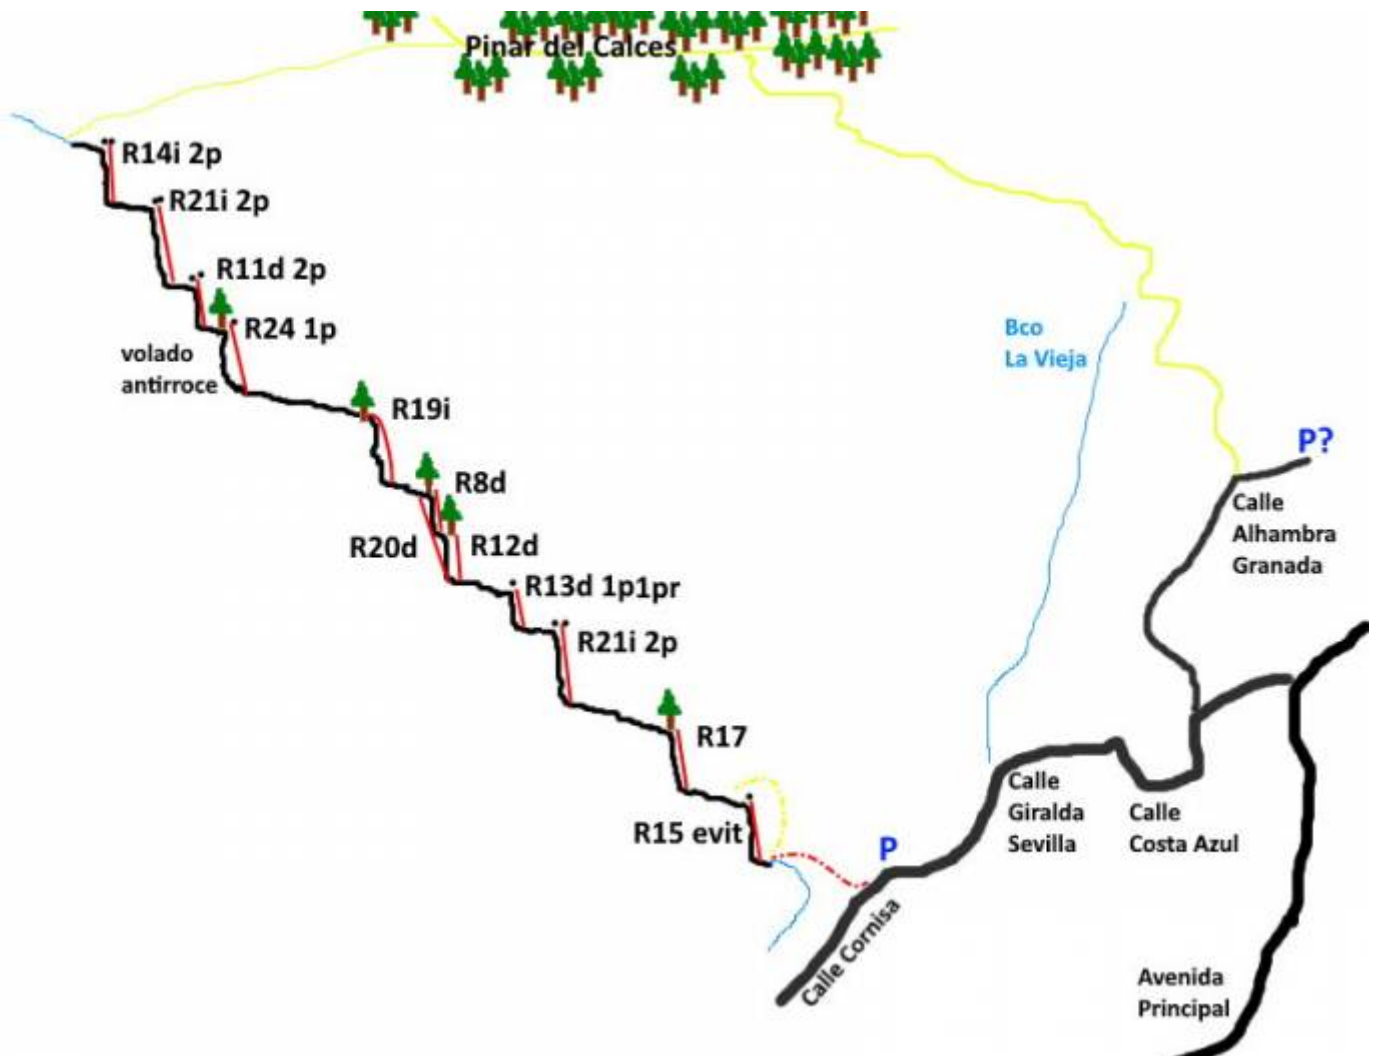 Pinar del Calces
R14i 2p
R21i 2p
R11d 2p
R24 1p
volado
antirroce
Bco
La Vieja
R19i
P?
R8d
Calle
Alhambra
Granada
R20d
R12d
R13d 1p1pr
R21i 2p
R17
Calle
Giralda
Sevilla
Calle
Costa Azul
R15 evit
P
Calle Cornisa
Avenida
Principal